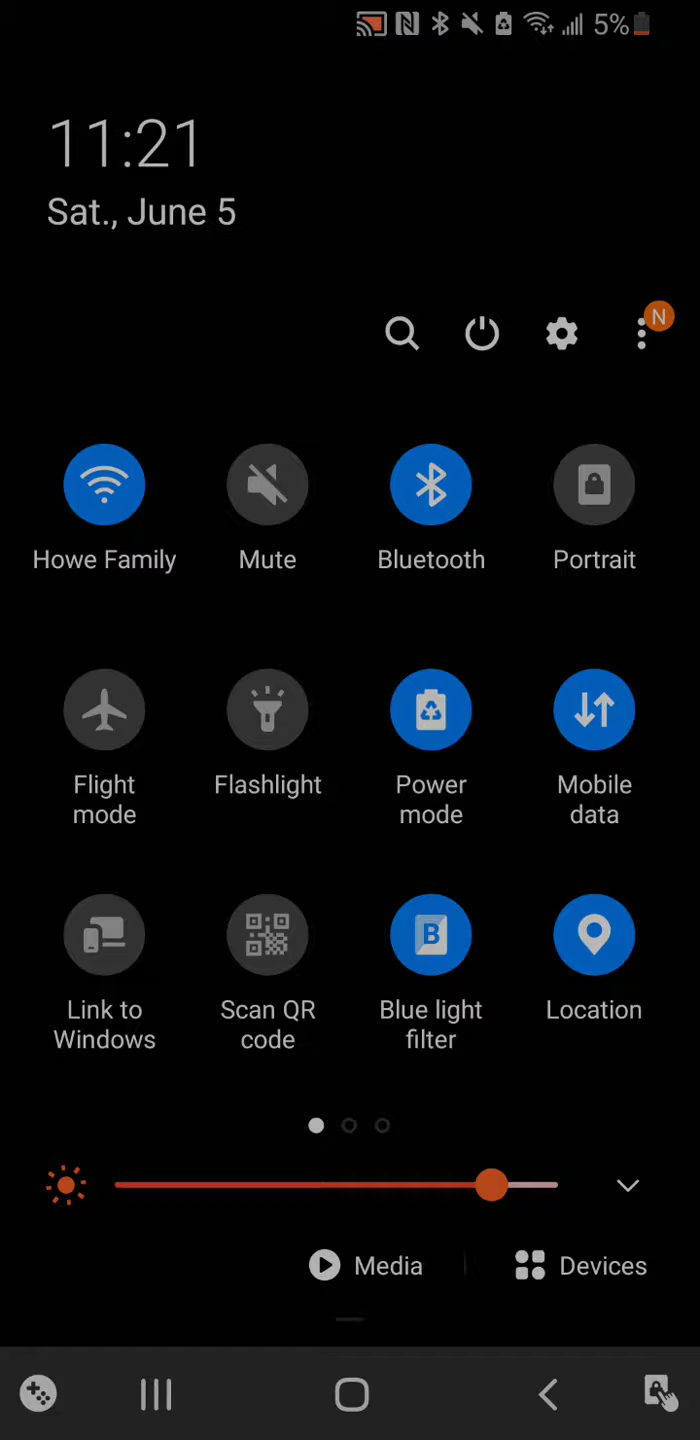 5%
11:21
Sat., June 5
N
Howe Family
Mute
Bluetooth
Portrait
Flight
mode
Flashlight
Power
mode
Mobile
data
Link to
Windows
Scan QR
code
B
Blue light
filter
Location
Media
Devices